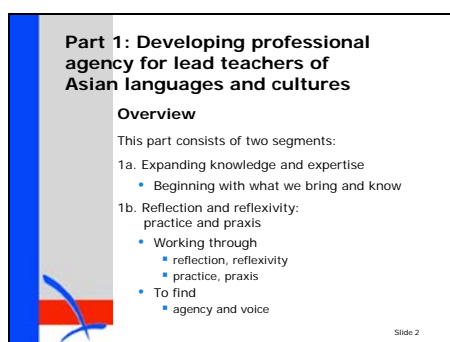 Part 1: Developing professional
agency for lead teachers of
Asian languages and cultures
Overview
This part consists of two segments:
1a. Expanding knowledge and expertise
• Beginning with what we bring and know
1b. Reflection and reflexivity:
practice and praxis
• Working through
▪ reflection, reflexivity
▪ practice, praxis
• To find
▪ agency and voice
Slide 2